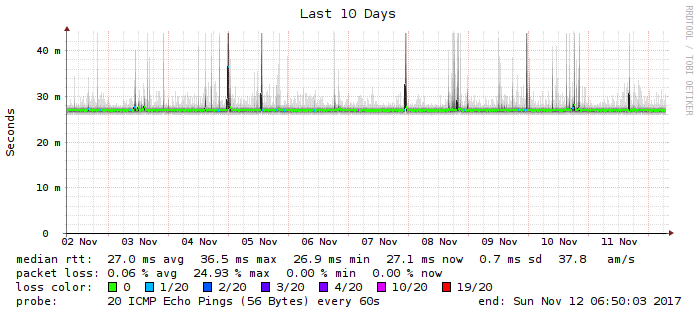 Last 10 Days
RRDTOOL / TOBI OETIKER
Seconds
40 m
30 m
20 m
10 m
0
02 Nov 03 Nov 04 Nov 05 Nov 06 Nov 07 Nov 08 Nov 09 Nov 10 Nov 11 Nov
median rtt: 27.0 ms avg 36.5 ms max 26.9 ms min 27.1 ms now 0.7 ms sd 37.8 am/s
packet loss: 0.06 % avg 24.93 % max 0.00 % min 0.00 % now
loss color: 0 1/20 2/20 3/20 4/20 10/20 19/20
probe: 20 ICMP Echo Pings (56 Bytes) every 60s end: Sun Nov 12 06:50:03 2017